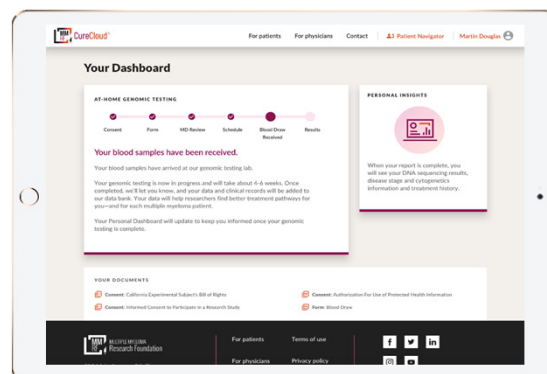 MM
RF CureCloud®
For patients For physicians Contact Patient Navigator Martin Douglas
Your Dashboard
AT-HOME GENOMIC TESTING
Consent Form MD Review Schedule Blood Draw Results
Received
Your blood samples have been received.
Your blood samples have arrived at our genomic testing lab.
Your genomic testing is now in progress and will take about 4-6 weeks. Once
completed, we'll let you know, and your data and clinical records will be added to
our data bank. Your data will help researchers find better treatment pathways for
you—and for each multiple myeloma patient.
Your Personal Dashboard will update to keep you informed once your genomic
testing is complete.
PERSONAL INSIGHTS
When your report is complete, you
will see your DNA sequencing results,
disease stage and cytogenetics
information and treatment history.
YOUR DOCUMENTS
Consent: California Experimental Subject's Bill of Rights
Consent: Authorization For Use of Protected Health Information
Consent: Informed Consent to Participate in a Research Study
Form: Blood Draw
MM
RF MULTIPLE MYELOMA
Research Foundation
For patients Terms of use
For physicians Privacy policy
f in